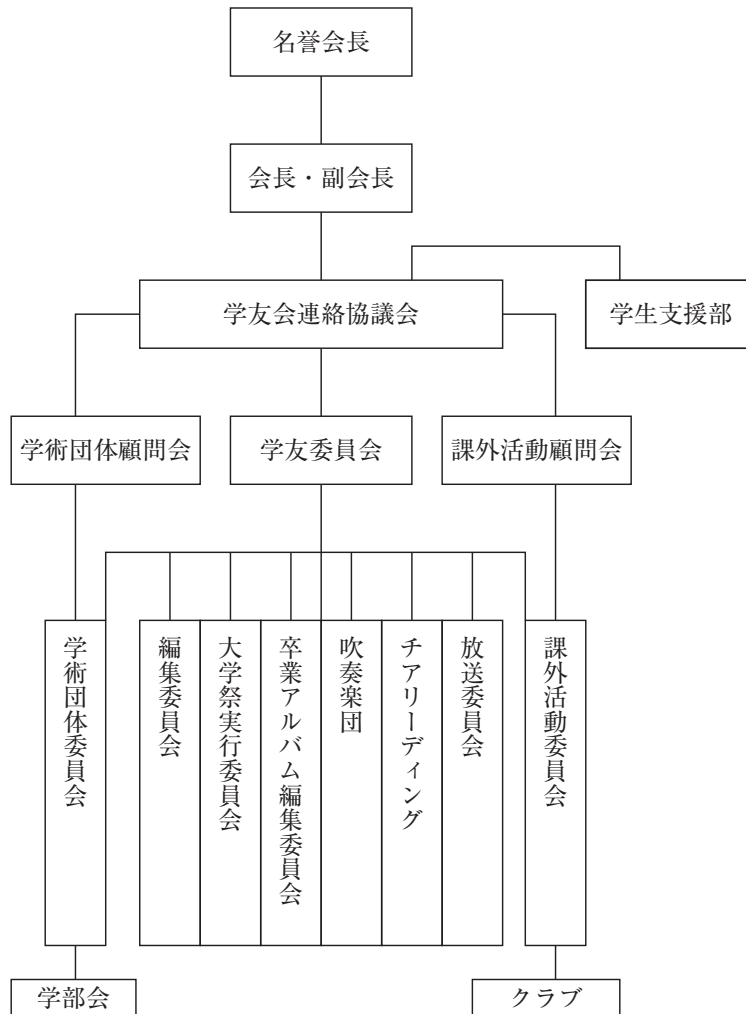 名誉会長
会長・副会長
学友会連絡協議会
学生支援部
学術団体顧問会
学友委員会
課外活動顧問会
学術団体委員会
編集委員会
大学祭実行委員会
卒業アルバム編集委員会
吹奏楽団
チアリーディング
放送委員会
課外活動委員会
学部会
クラブ